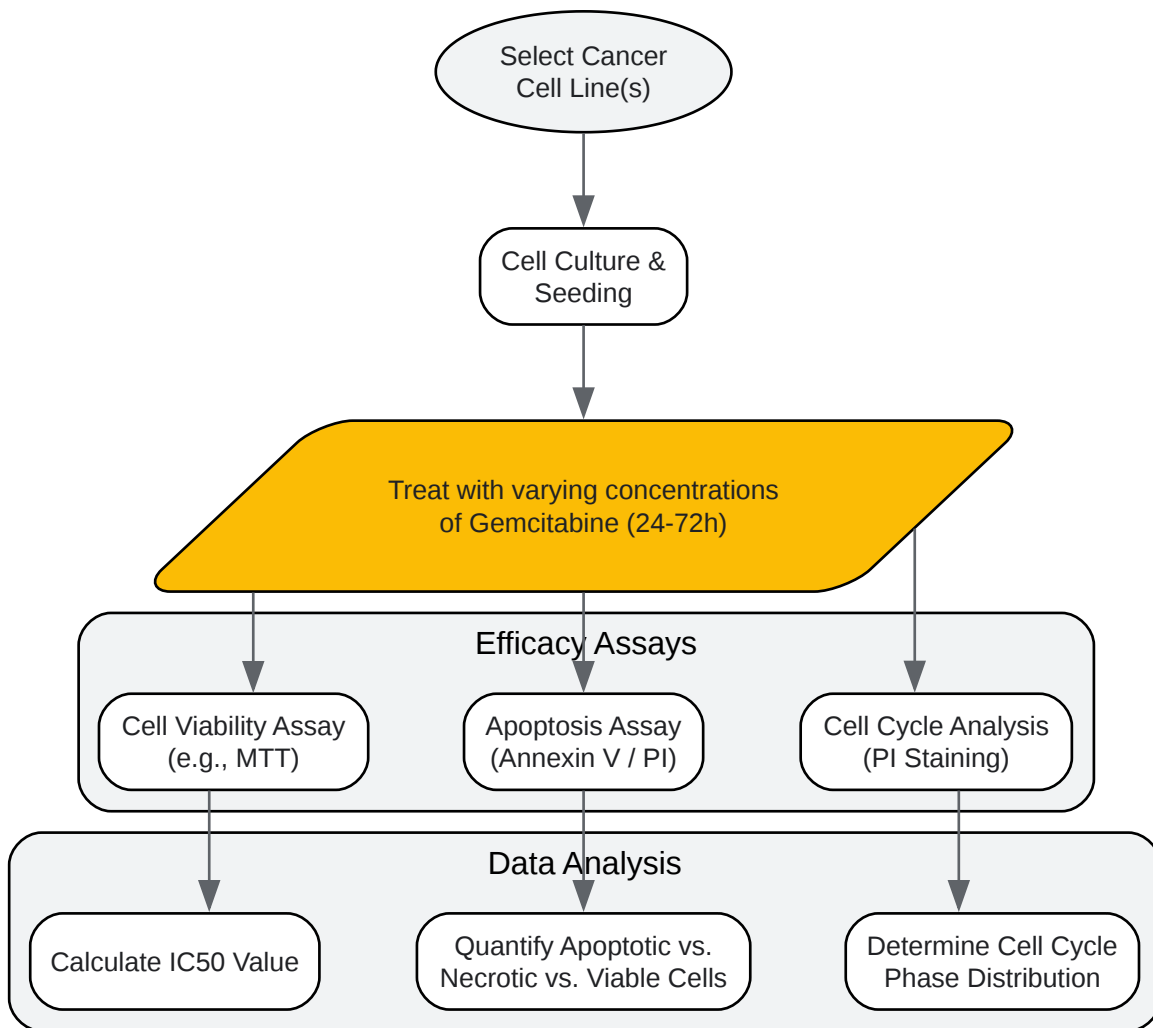 Select Cancer
Cell Line(s)
Cell Culture &
Seeding
Treat with varying concentrations
of Gemcitabine (24-72h)
Efficacy Assays
Cell Viability Assay
(e.g., MTT)
Apoptosis Assay
(Annexin V / PI)
Cell Cycle Analysis
(PI Staining)
Data Analysis
Calculate IC50 Value
Quantify Apoptotic vs.
Necrotic vs. Viable Cells
Determine Cell Cycle
Phase Distribution